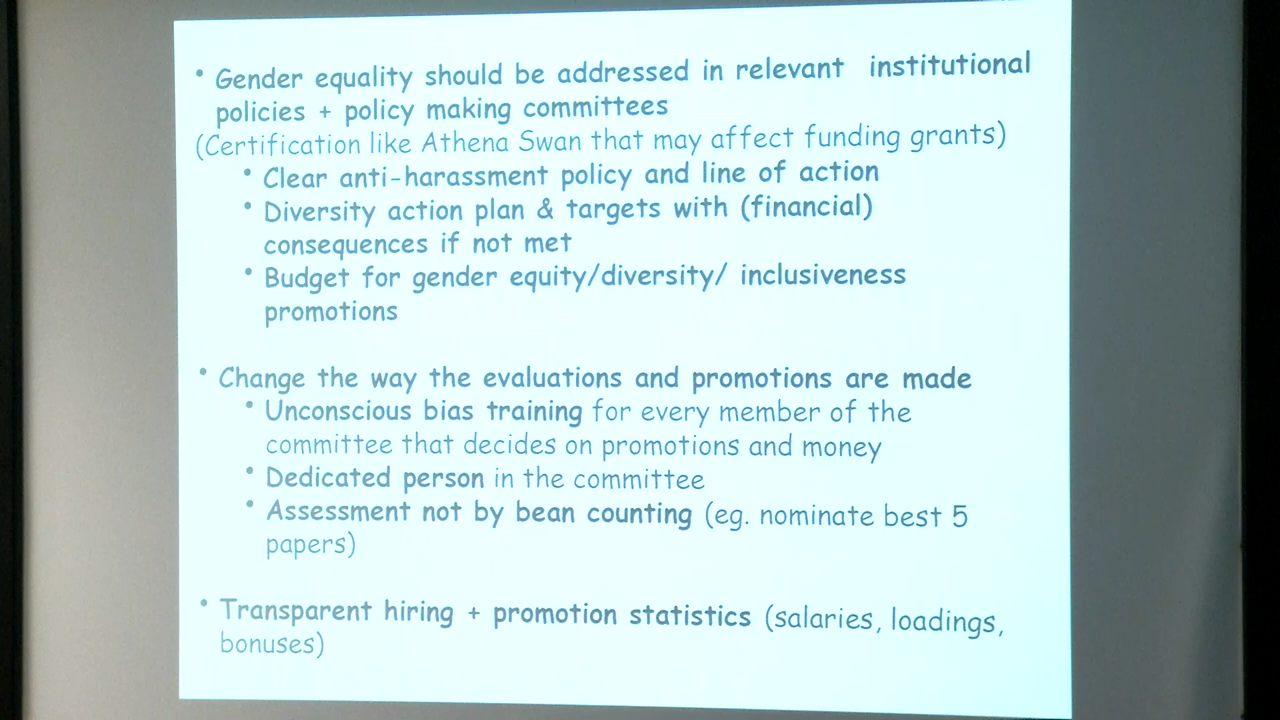 • Gender equality should be addressed in relevant institutional
policies + policy making committees
(Certification like Athena Swan that may affect funding grants)
• Clear anti-harassment policy and line of action
• Diversity action plan & targets with (financial)
consequences if not met
• Budget for gender equity/diversity/ inclusiveness
promotions
• Change the way the evaluations and promotions are made
• Unconscious bias training for every member of the
committee that decides on promotions and money
• Dedicated person in the committee
• Assessment not by bean counting (eg. nominate best 5
papers)
• Transparent hiring + promotion statistics (salaries, loadings,
bonuses)